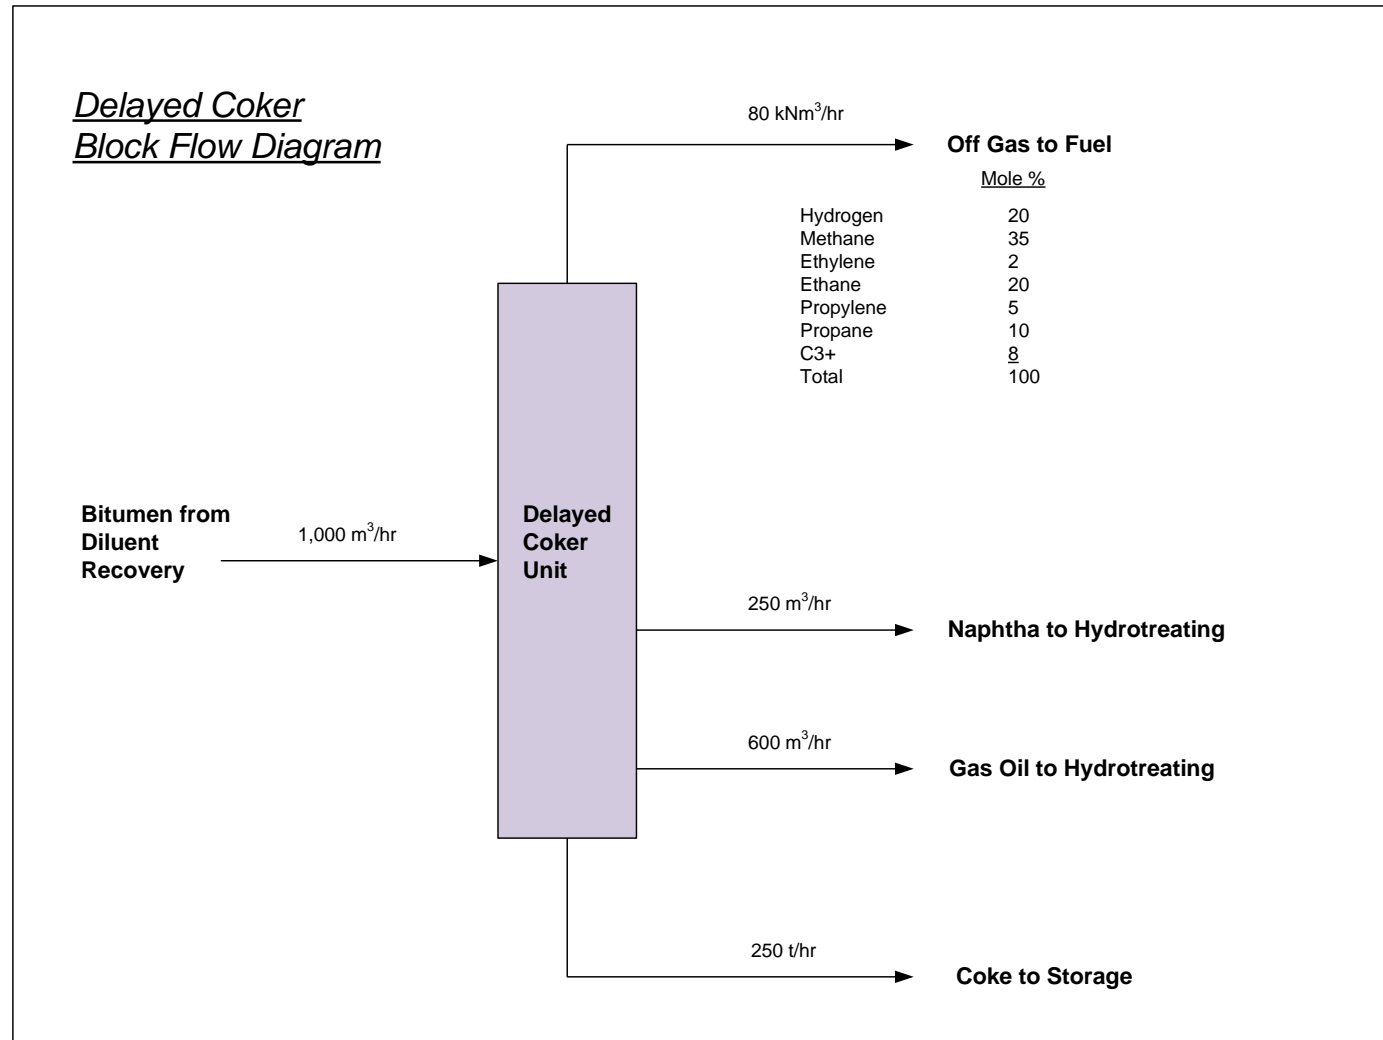 Delayed Coker
Block Flow Diagram
80 kNm³/hr
Off Gas to Fuel
Mole %
Hydrogen 20
Methane 35
Ethylene 2
Ethane 20
Propylene 5
Propane 10
C3+ 8
Total 100
Bitumen from
Diluent
Recovery
1,000 m³/hr
Delayed
Coker
Unit
250 m³/hr
Naphtha to Hydrotreating
600 m³/hr
Gas Oil to Hydrotreating
250 t/hr
Coke to Storage